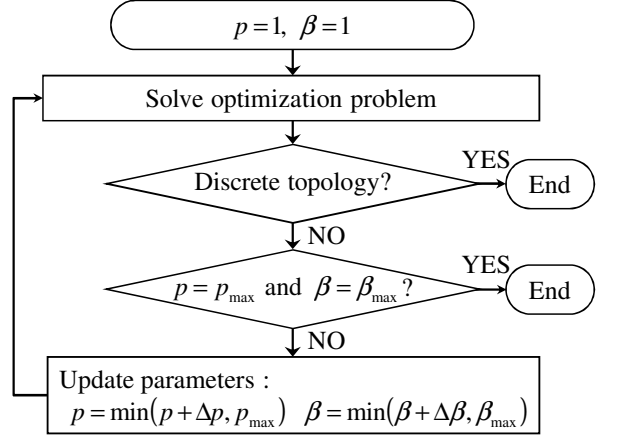 p = 1, β = 1
Solve optimization problem
Discrete topology?
YES
End
NO
p = p_max and β = β_max ?
YES
End
NO
Update parameters :
p = min(p + Δp, p_max) β = min(β + Δβ, β_max)